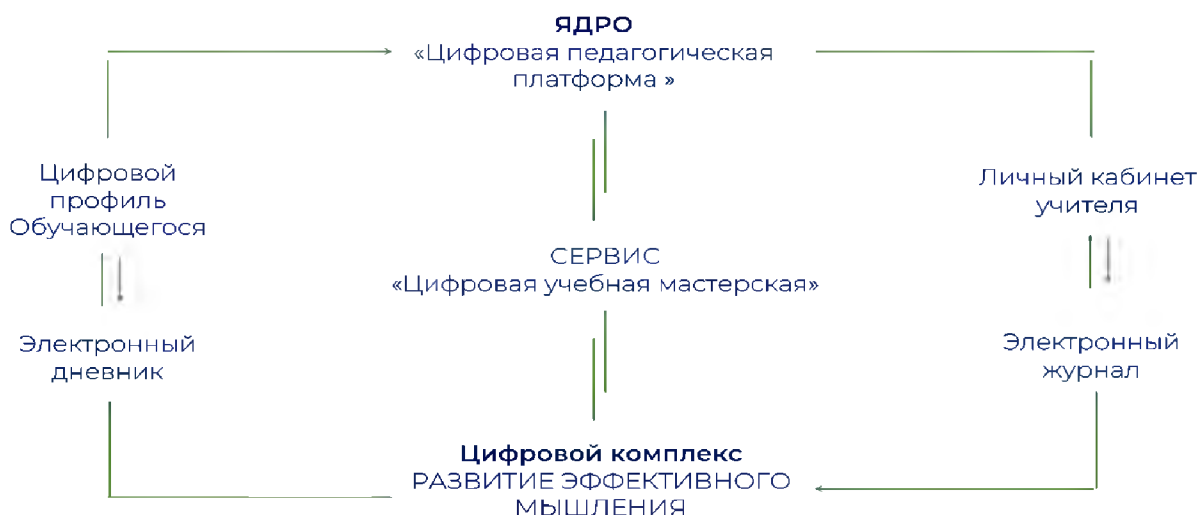 ЯДРО
«Цифровая педагогическая
платформа »
Цифровой
профиль
Обучающегося
Личный кабинет
учителя
СЕРВИС
«Цифровая учебная мастерская»
Электронный
дневник
Электронный
журнал
Цифровой комплекс
РАЗВИТИЕ ЭФФЕКТИВНОГО
МЫШЛЕНИЯ